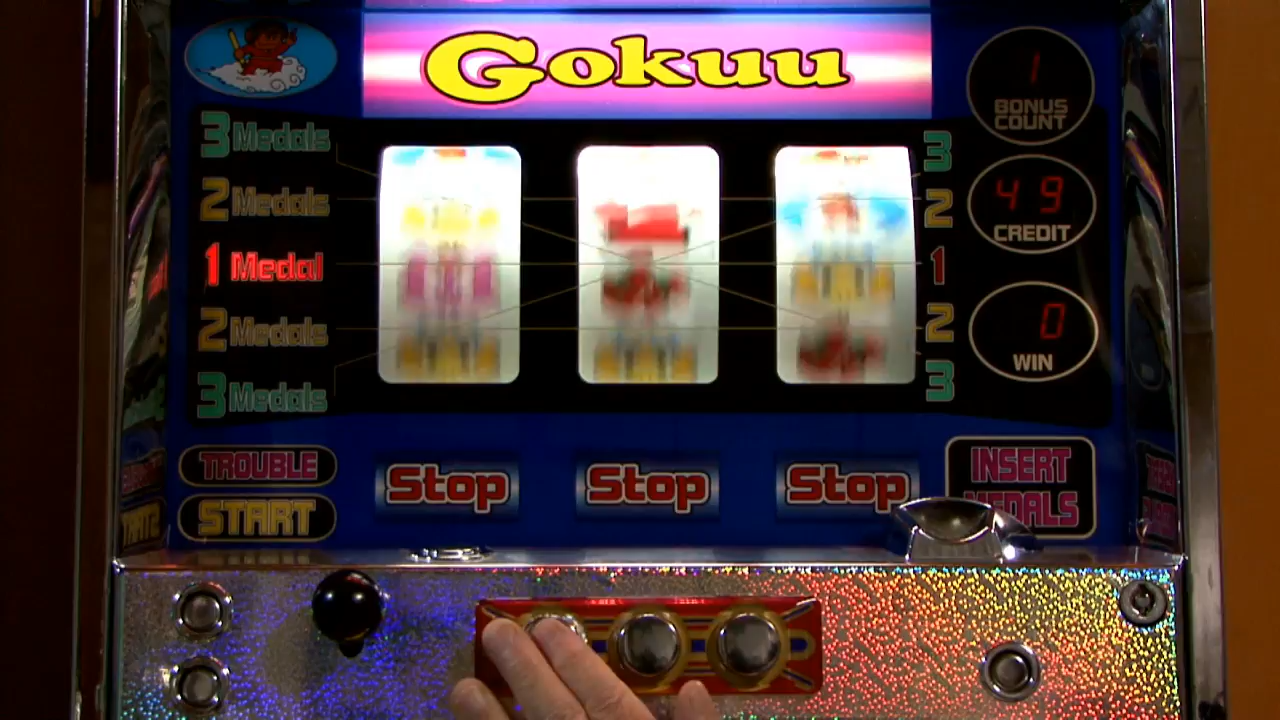 Gokuu
3 Medals
2 Medals
1 Medal
2 Medals
3 Medals
3
2
1
2
3
1
BONUS
COUNT
49
CREDIT
0
WIN
TROUBLE
START
Stop
Stop
Stop
INSERT
MEDALS